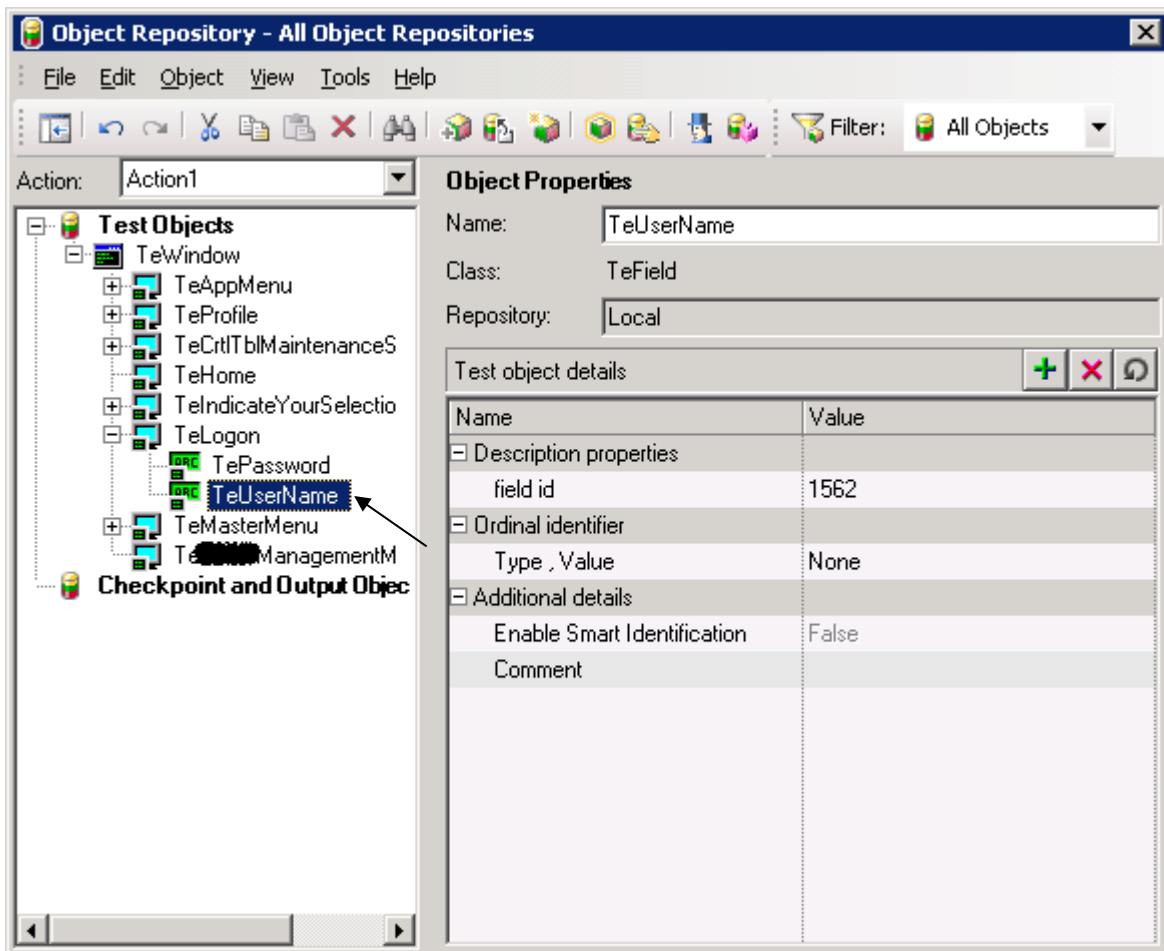 Object Repository - All Object Repositories
File Edit Object View Tools Help
Filter: All Objects
Action: Action1
Test Objects
TeWindow
TeAppMenu
TeProfile
TeCrtlTblMaintenanceS
TeHome
TeIndicateYourSelectio
TeLogon
TePassword
TeUserName
TeMasterMenu
Te ManagementM
Checkpoint and Output Objec
Object Properties
Name: TeUserName
Class: TeField
Repository: Local
Test object details
Name Value
Description properties
field id 1562
Ordinal identifier
Type , Value None
Additional details
Enable Smart Identification False
Comment